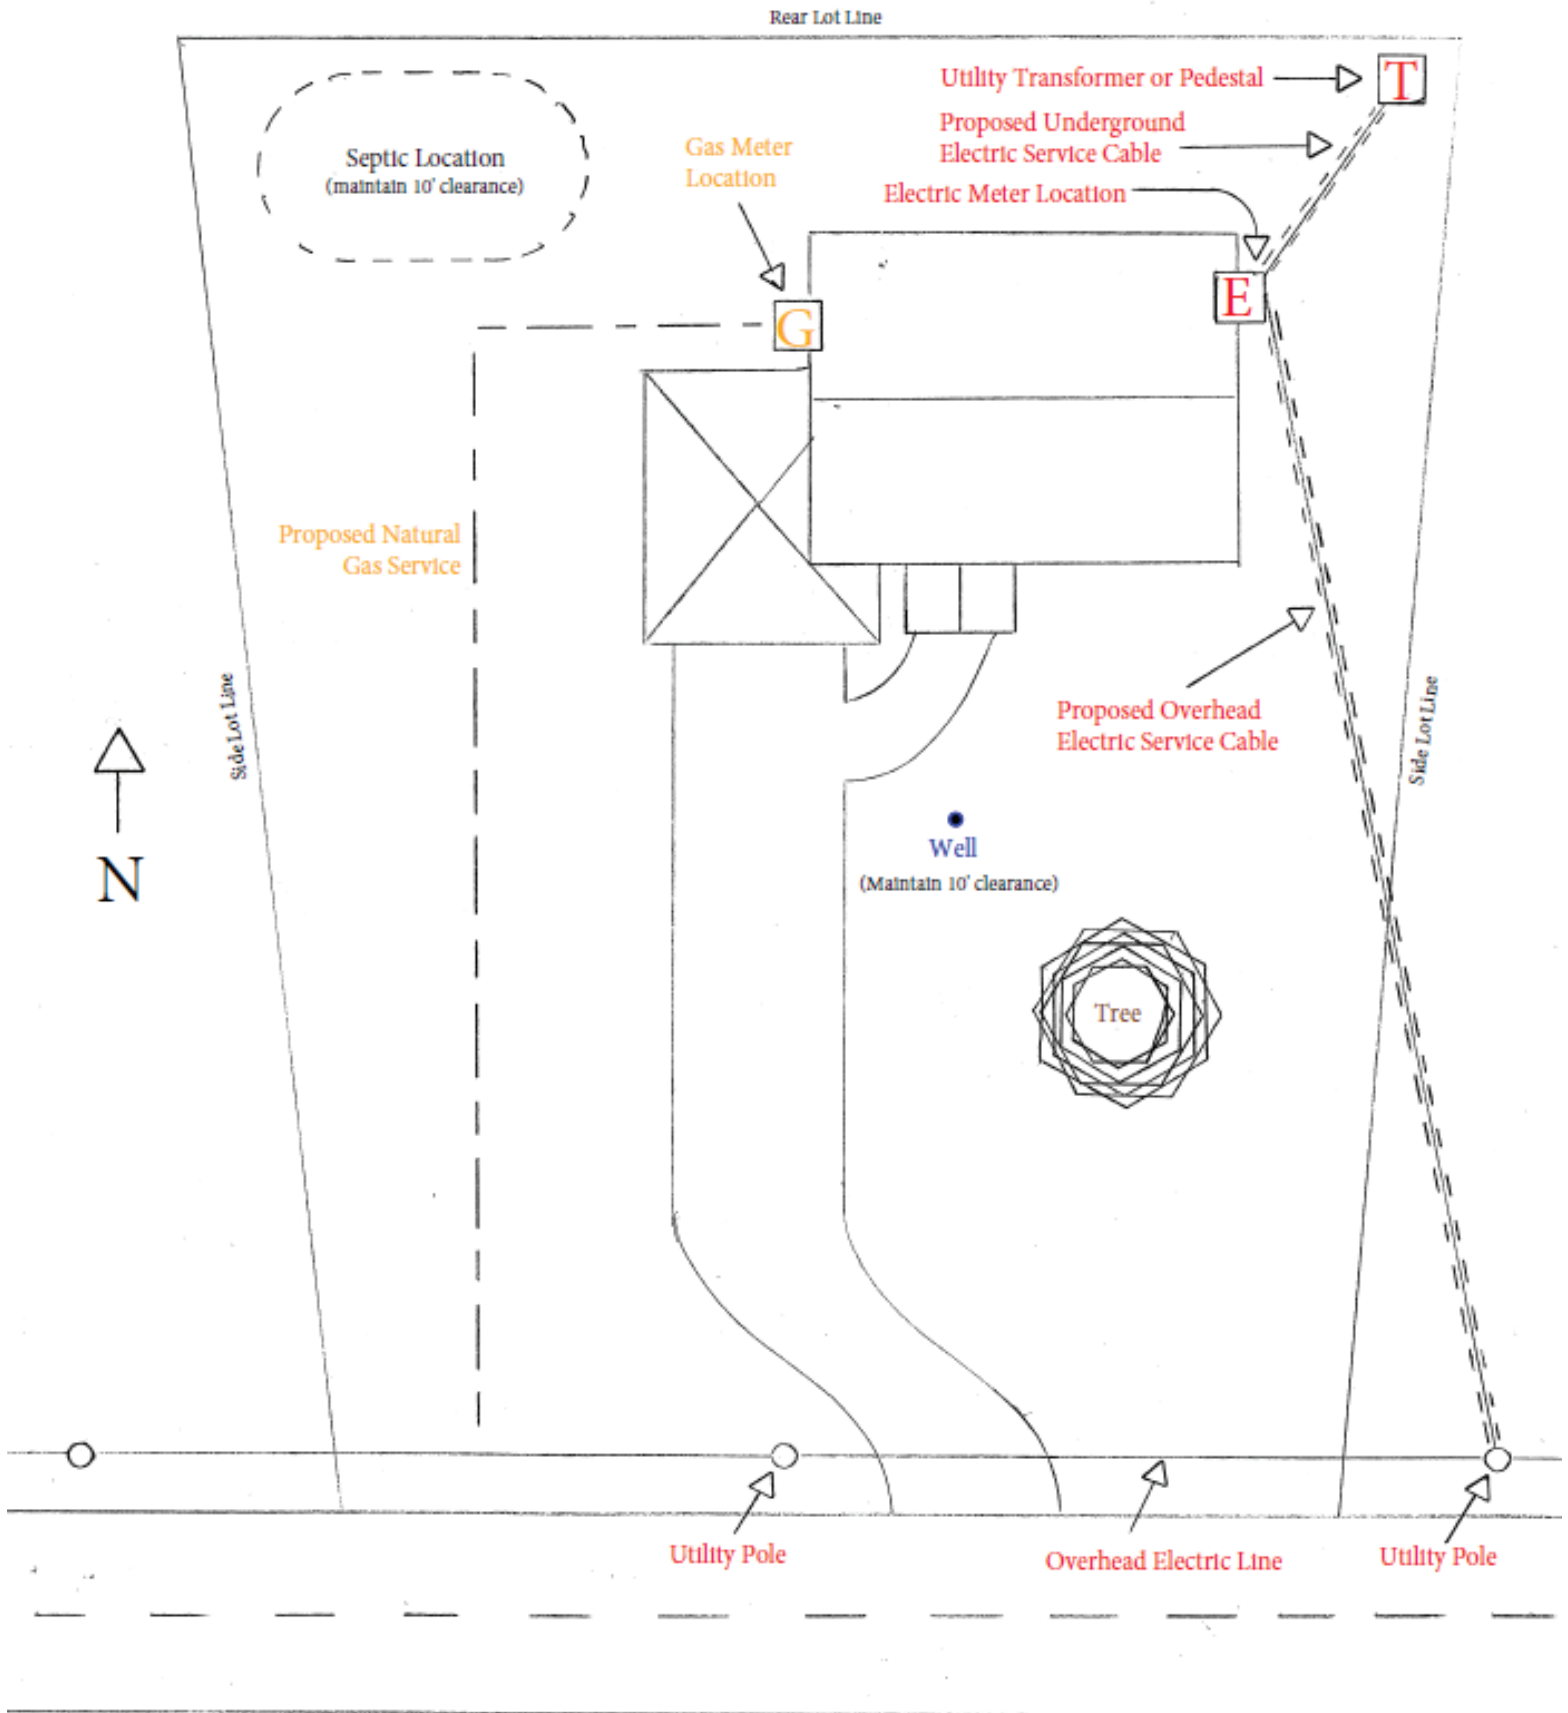 Rear Lot Line
Utility Transformer or Pedestal
T
Proposed Underground
Electric Service Cable
Septic Location
(maintain 10' clearance)
Gas Meter
Location
Electric Meter Location
E
G
Proposed Natural
Gas Service
Side Lot Line
Side Lot Line
Proposed Overhead
Electric Service Cable
N
Well
(Maintain 10' clearance)
Tree
Utility Pole
Overhead Electric Line
Utility Pole